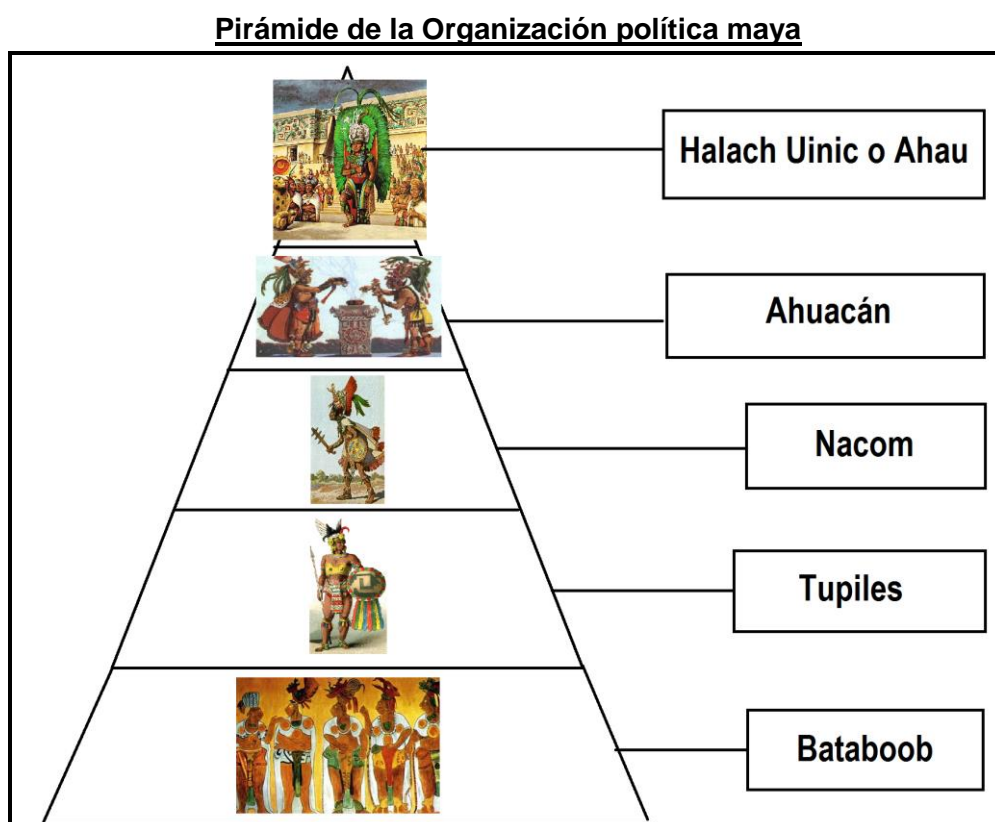 Pirámide de la Organización política maya
Halach Uinic o Ahau
Ahuacán
Nacom
Tupiles
Bataboob